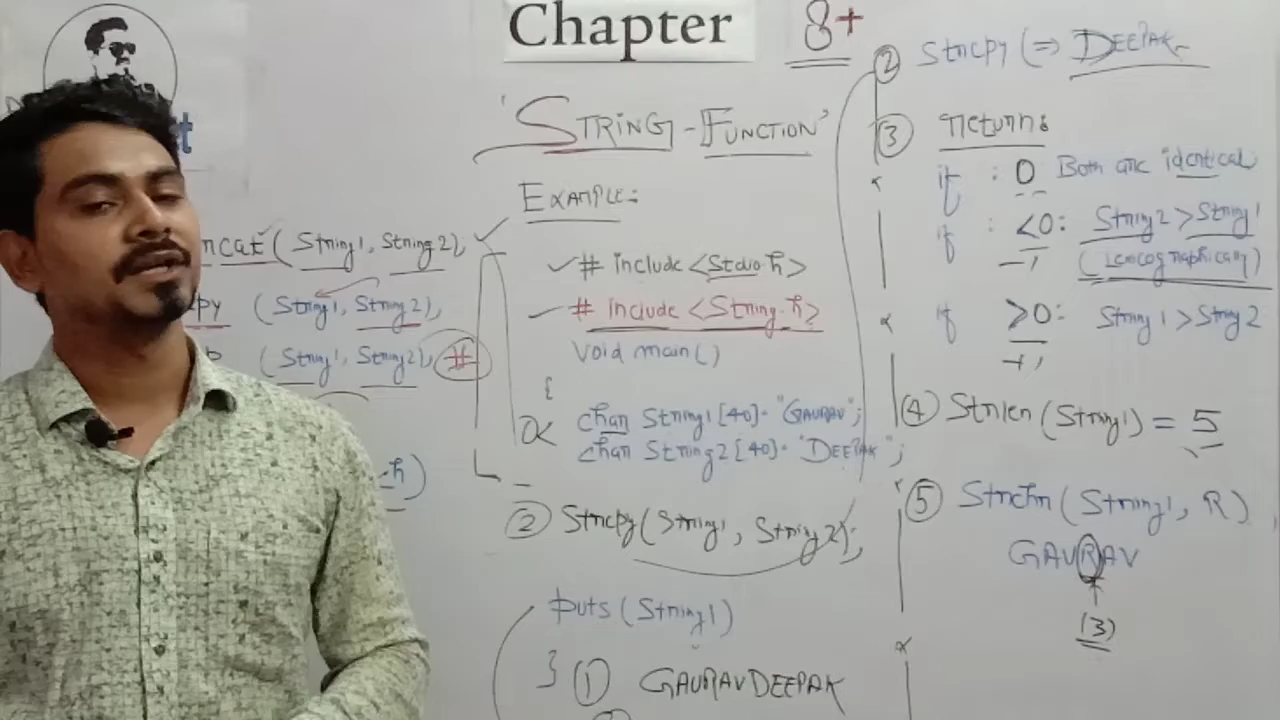 Chapter 8+
'STRING-FUNCTION'
ncat (String1, String2);
py (String1, String2);
(String1, String2); #
h)
EXAMPLE:
# include <Stdio.h>
# include <String.h>
void main()
{
char String1[40]= "GAURAV";
char String2[40]= "DEEPAK";
② Strcpy(String1, String2);
puts (String1)
} ① GAURAVDEEPAK
② Strcpy (=> DEEPAK
③ return:
if : 0 Both are identical
if : <0: String2 > String1
-1
if >0: String1 > String2
+1
④ Strlen (String1) = 5
⑤ Strchr (String1, R)
GAURAV
(3)